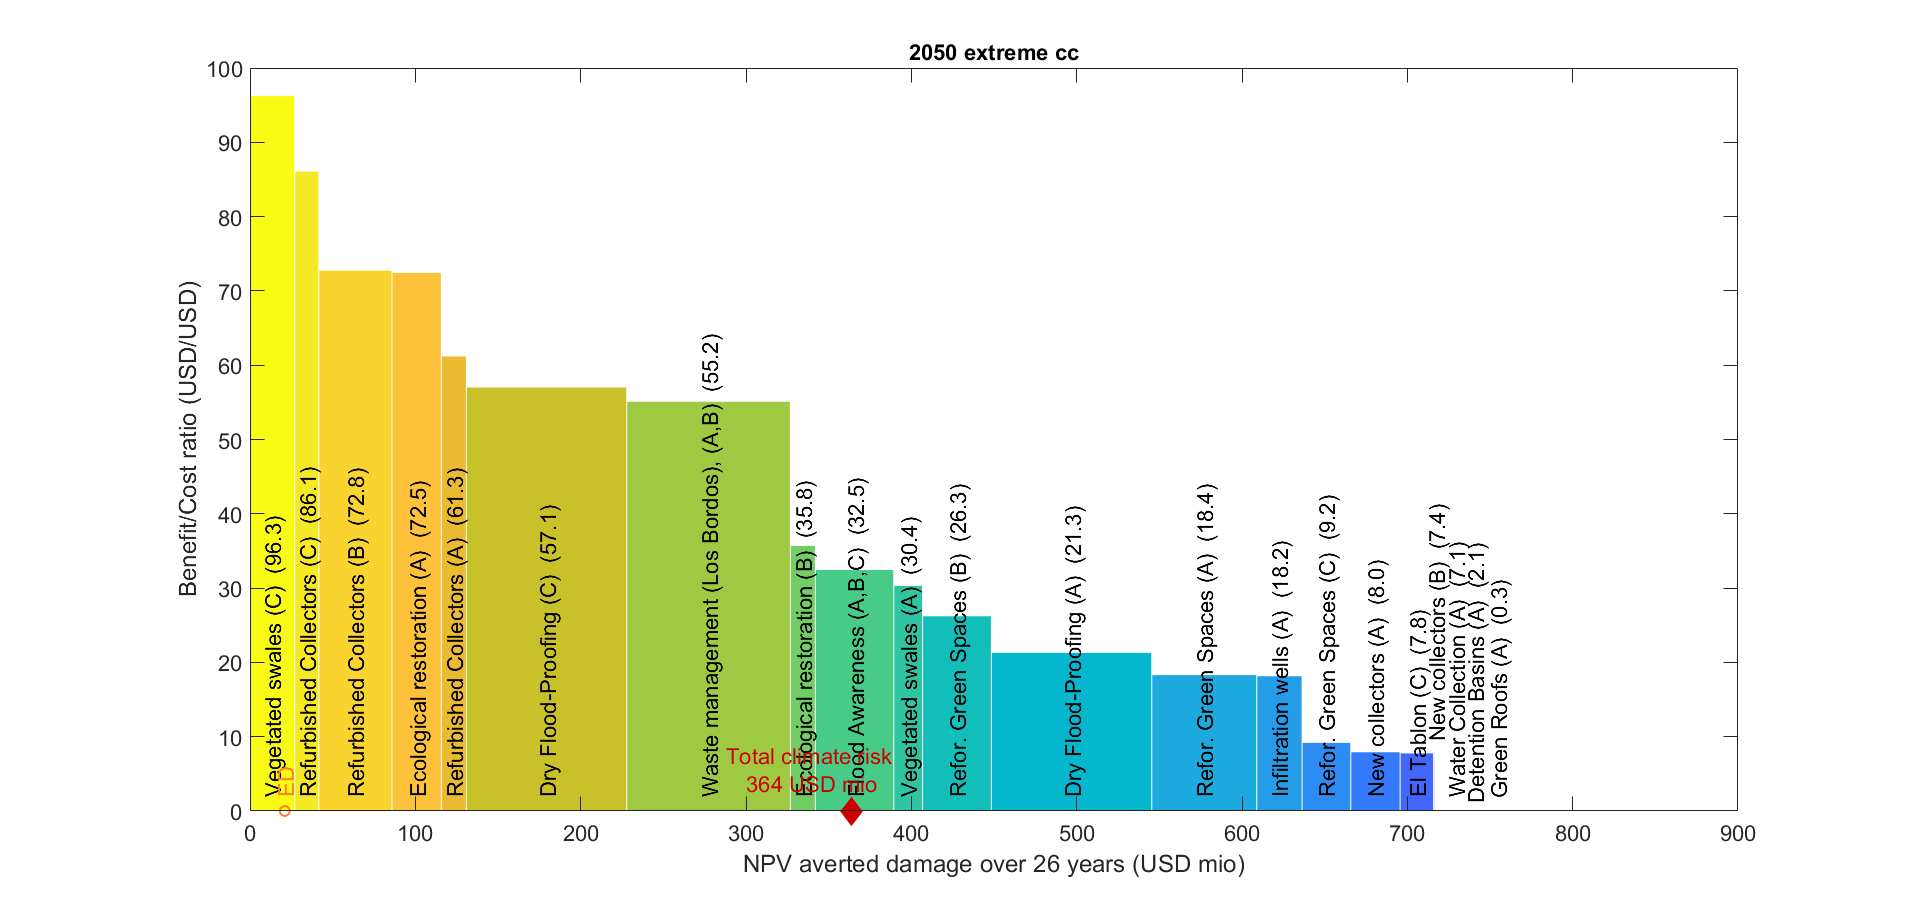 2050 extreme cc
Benefit/Cost ratio (USD/USD)
100
90
80
70
60
50
40
30
20
10
0
Vegetated swales (C) (96.3)
Refurbished Collectors (C) (86.1)
Refurbished Collectors (B) (72.8)
Ecological restoration (A) (72.5)
Refurbished Collectors (A) (61.3)
Dry Flood-Proofing (C) (57.1)
Waste management (Los Bordos), (A,B) (55.2)
Ecological restoration (B) (35.8)
Flood Awareness (A,B,C) (32.5)
Vegetated swales (A) (30.4)
Refor. Green Spaces (B) (26.3)
Dry Flood-Proofing (A) (21.3)
Refor. Green Spaces (A) (18.4)
Infiltration wells (A) (18.2)
Refor. Green Spaces (C) (9.2)
New collectors (A) (8.0)
El Tablon (C) (7.8)
New collectors (B) (7.4)
Water Collection (A) (7.1)
Detention Basins (A) (2.1)
Green Roofs (A) (0.3)
ED
Total climate risk
364 USD mio
0 100 200 300 400 500 600 700 800 900
NPV averted damage over 26 years (USD mio)